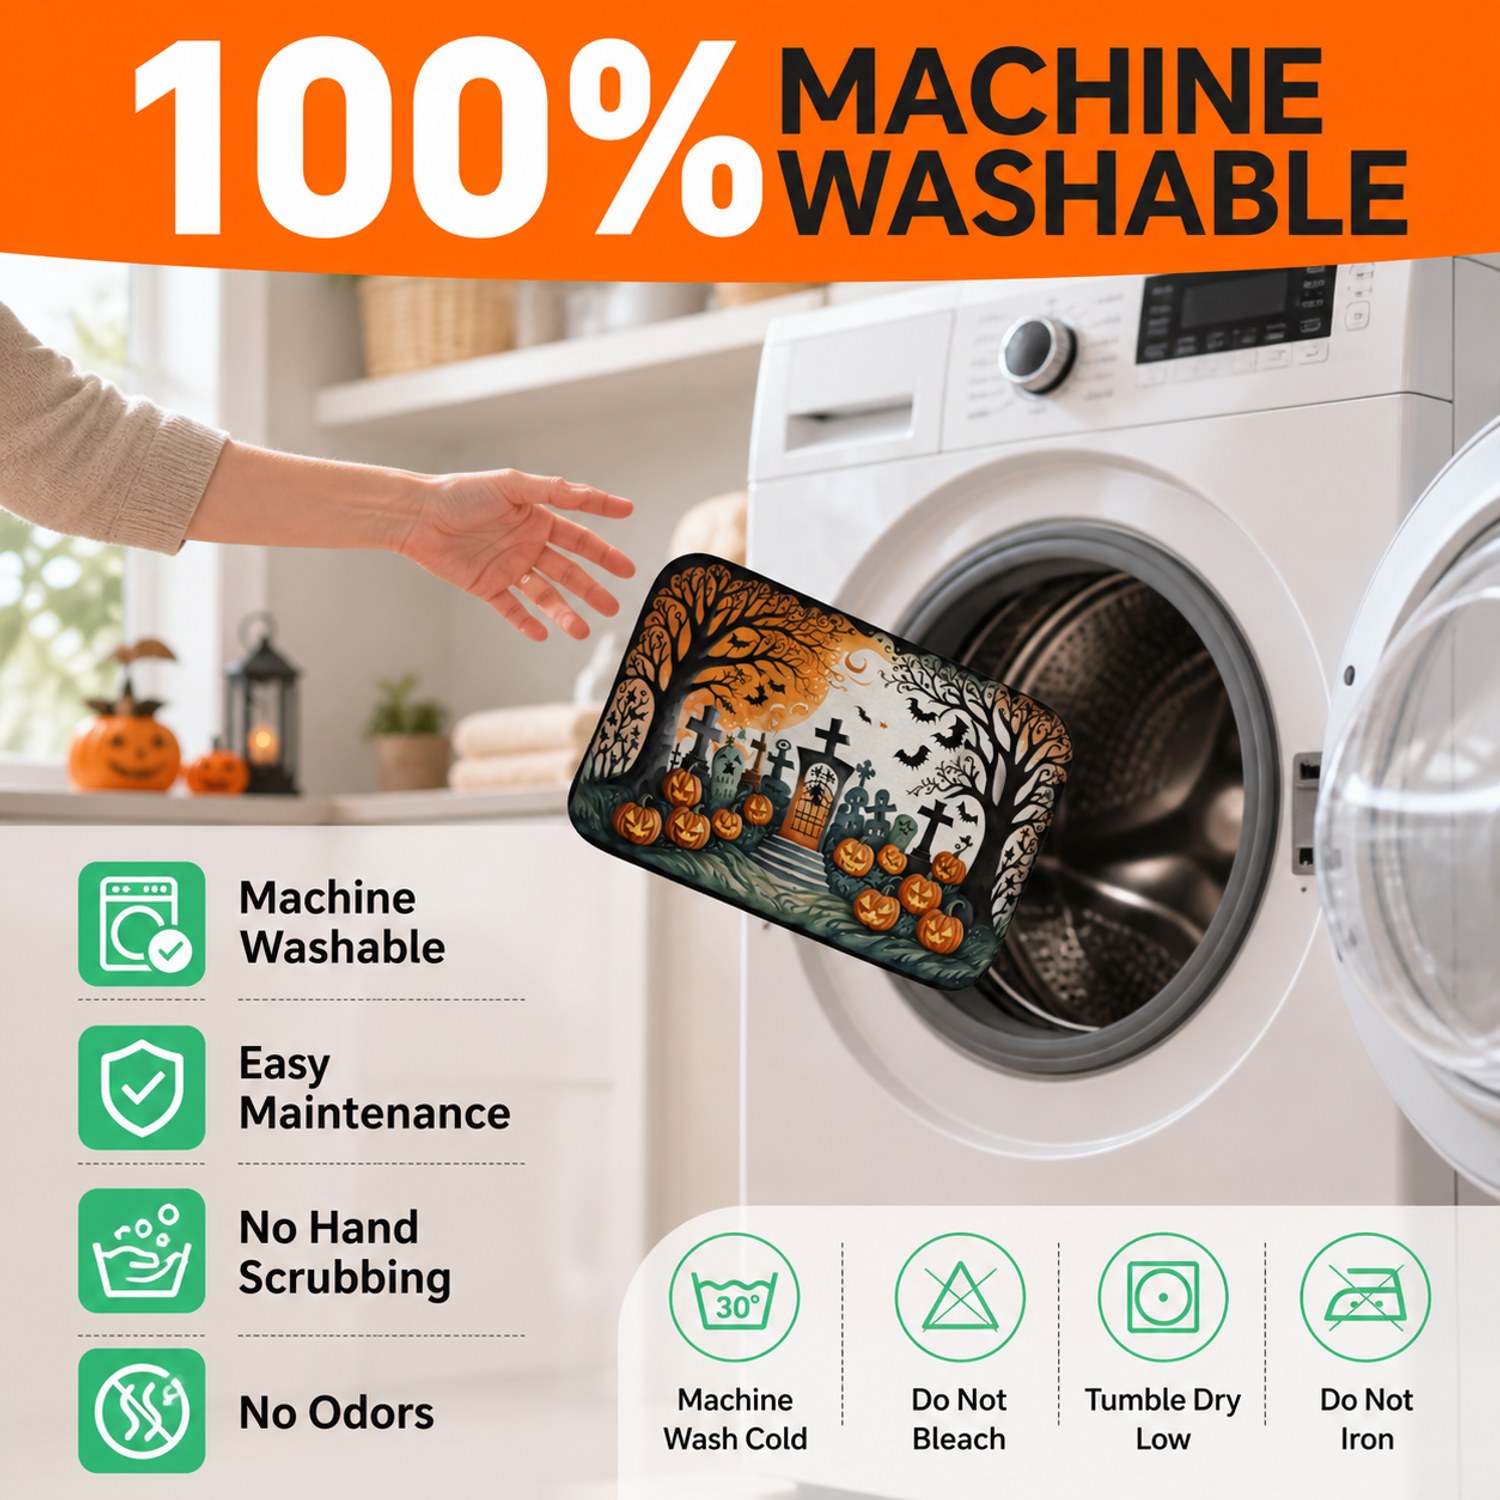 100%
MACHINE
WASHABLE
Machine
Washable
Easy
Maintenance
No Hand
Scrubbing
No Odors
30°
Machine
Wash Cold
Do Not
Bleach
Tumble Dry
Low
Do Not
Iron